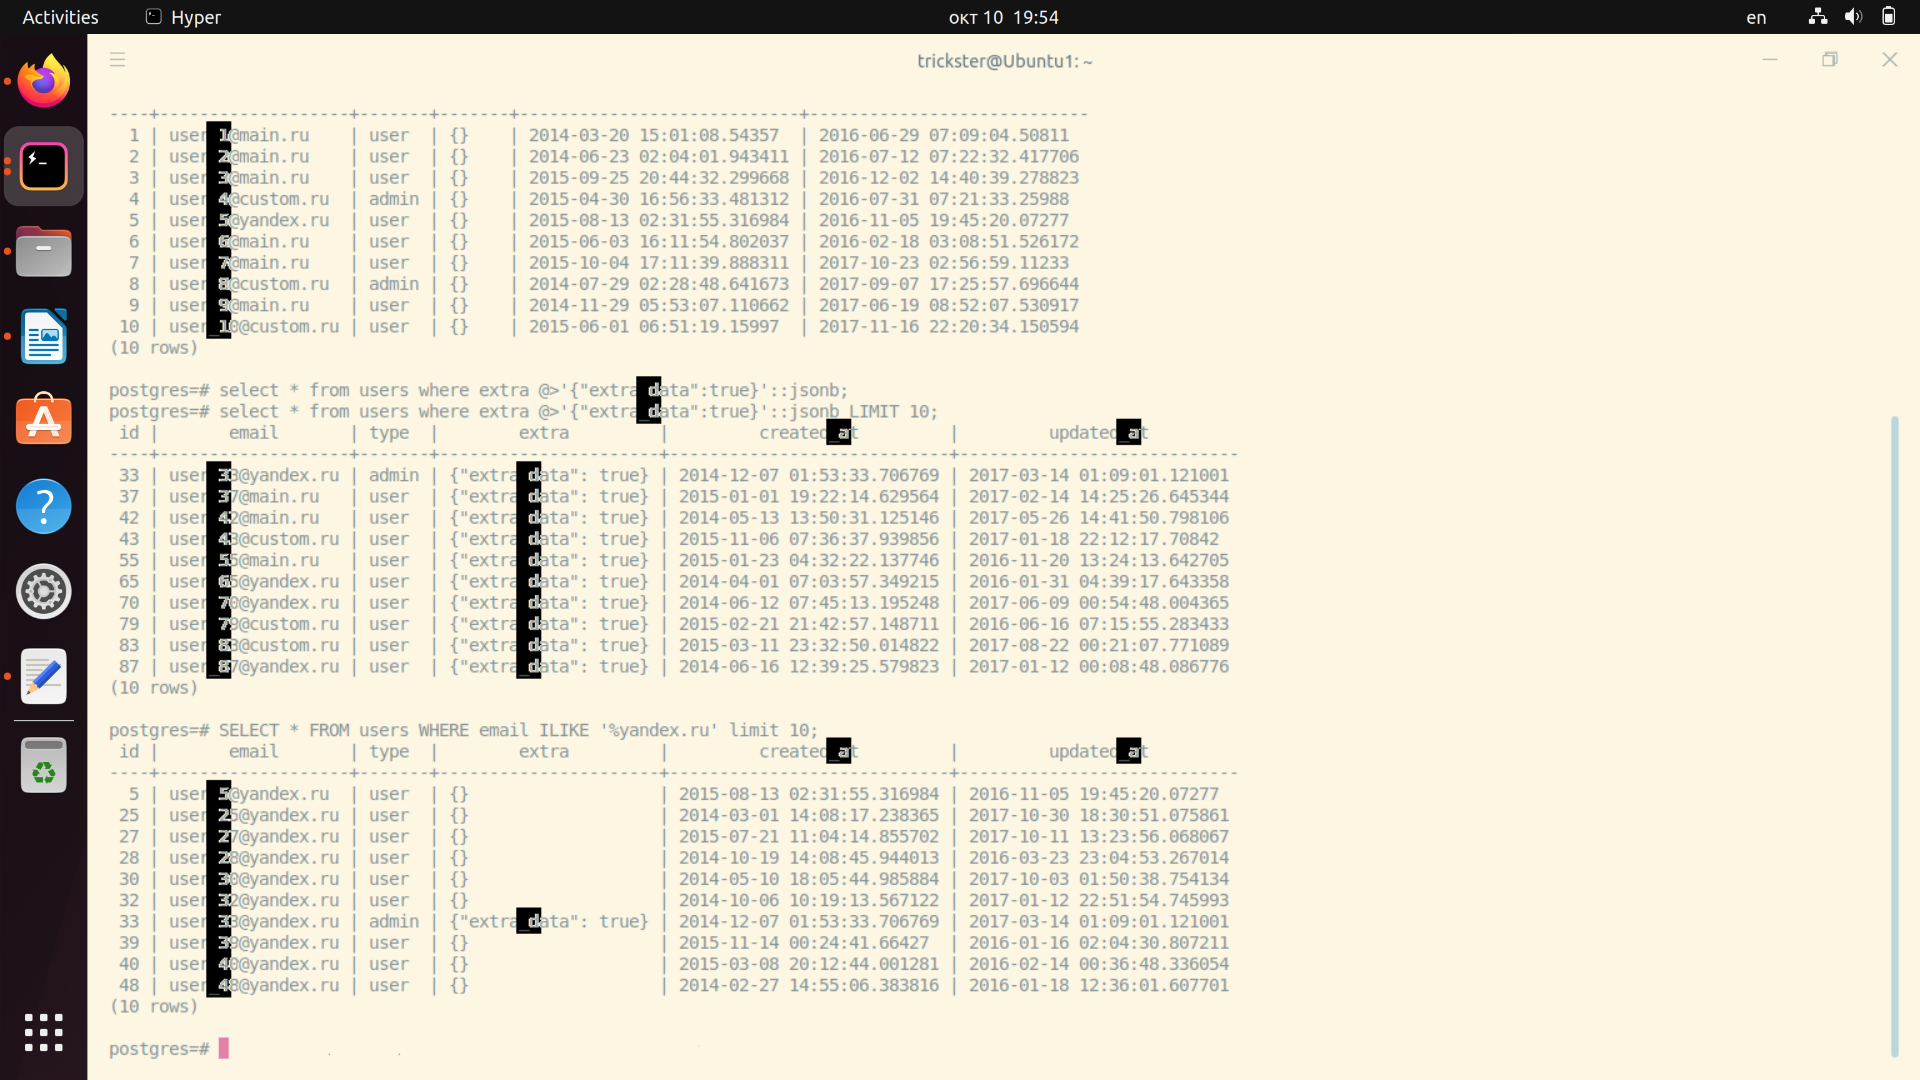 Activities Hyper окт 10 19:54 en
trickster@Ubuntu1: ~
----+-------------------+-------+-------+----------------------------+----------------------------
1 | user_1@main.ru | user | {} | 2014-03-20 15:01:08.54357 | 2016-06-29 07:09:04.50811
2 | user_2@main.ru | user | {} | 2014-06-23 02:04:01.943411 | 2016-07-12 07:22:32.417706
3 | user_3@main.ru | user | {} | 2015-09-25 20:44:32.299668 | 2016-12-02 14:40:39.278823
4 | user_4@custom.ru | admin | {} | 2015-04-30 16:56:33.481312 | 2016-07-31 07:21:33.25988
5 | user_5@yandex.ru | user | {} | 2015-08-13 02:31:55.316984 | 2016-11-05 19:45:20.07277
6 | user_6@main.ru | user | {} | 2015-06-03 16:11:54.802037 | 2016-02-18 03:08:51.526172
7 | user_7@main.ru | user | {} | 2015-10-04 17:11:39.888311 | 2017-10-23 02:56:59.11233
8 | user_8@custom.ru | admin | {} | 2014-07-29 02:28:48.641673 | 2017-09-07 17:25:57.696644
9 | user_9@main.ru | user | {} | 2014-11-29 05:53:07.110662 | 2017-06-19 08:52:07.530917
10 | user_10@custom.ru | user | {} | 2015-06-01 06:51:19.15997 | 2017-11-16 22:20:34.150594
(10 rows)
postgres=# select * from users where extra @>'{"extra_data":true}'::jsonb;
postgres=# select * from users where extra @>'{"extra_data":true}'::jsonb LIMIT 10;
id | email | type | extra | created_at | updated_at
----+-------------------+-------+----------------------+----------------------------+----------------------------
33 | user_33@yandex.ru | admin | {"extra_data": true} | 2014-12-07 01:53:33.706769 | 2017-03-14 01:09:01.121001
37 | user_37@main.ru | user | {"extra_data": true} | 2015-01-01 19:22:14.629564 | 2017-02-14 14:25:26.645344
42 | user_42@main.ru | user | {"extra_data": true} | 2014-05-13 13:50:31.125146 | 2017-05-26 14:41:50.798106
43 | user_43@custom.ru | user | {"extra_data": true} | 2015-11-06 07:36:37.939856 | 2017-01-18 22:12:17.70842
55 | user_55@main.ru | user | {"extra_data": true} | 2015-01-23 04:32:22.137746 | 2016-11-20 13:24:13.642705
65 | user_65@yandex.ru | user | {"extra_data": true} | 2014-04-01 07:03:57.349215 | 2016-01-31 04:39:17.643358
70 | user_70@yandex.ru | user | {"extra_data": true} | 2014-06-12 07:45:13.195248 | 2017-06-09 00:54:48.004365
79 | user_79@custom.ru | user | {"extra_data": true} | 2015-02-21 21:42:57.148711 | 2016-06-16 07:15:55.283433
83 | user_83@custom.ru | user | {"extra_data": true} | 2015-03-11 23:32:50.014822 | 2017-08-22 00:21:07.771089
87 | user_87@yandex.ru | user | {"extra_data": true} | 2014-06-16 12:39:25.579823 | 2017-01-12 00:08:48.086776
(10 rows)
postgres=# SELECT * FROM users WHERE email ILIKE '%yandex.ru' limit 10;
id | email | type | extra | created_at | updated_at
----+-------------------+-------+----------------------+----------------------------+----------------------------
5 | user_5@yandex.ru | user | {} | 2015-08-13 02:31:55.316984 | 2016-11-05 19:45:20.07277
25 | user_25@yandex.ru | user | {} | 2014-03-01 14:08:17.238365 | 2017-10-30 18:30:51.075861
27 | user_27@yandex.ru | user | {} | 2015-07-21 11:04:14.855702 | 2017-10-11 13:23:56.068067
28 | user_28@yandex.ru | user | {} | 2014-10-19 14:08:45.944013 | 2016-03-23 23:04:53.267014
30 | user_30@yandex.ru | user | {} | 2014-05-10 18:05:44.985884 | 2017-10-03 01:50:38.754134
32 | user_32@yandex.ru | user | {} | 2014-10-06 10:19:13.567122 | 2017-01-12 22:51:54.745993
33 | user_33@yandex.ru | admin | {"extra_data": true} | 2014-12-07 01:53:33.706769 | 2017-03-14 01:09:01.121001
39 | user_39@yandex.ru | user | {} | 2015-11-14 00:24:41.66427 | 2016-01-16 02:04:30.807211
40 | user_40@yandex.ru | user | {} | 2015-03-08 20:12:44.001281 | 2016-02-14 00:36:48.336054
48 | user_48@yandex.ru | user | {} | 2014-02-27 14:55:06.383816 | 2016-01-18 12:36:01.607701
(10 rows)
postgres=#